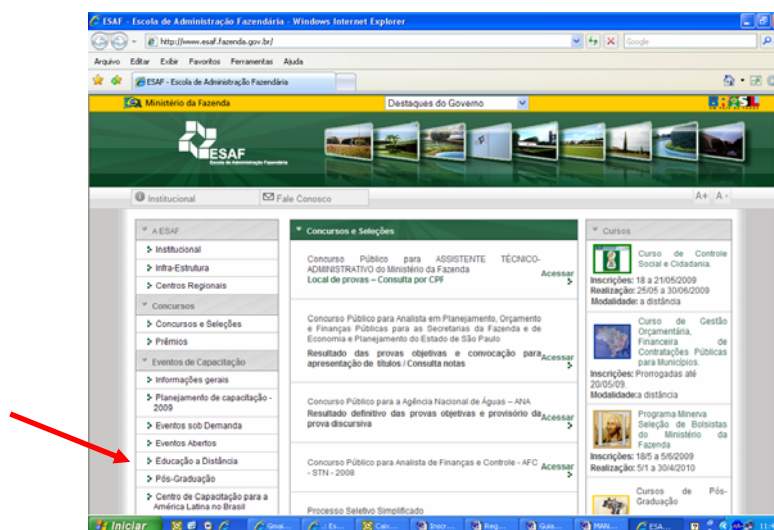 ESAF - Escola de Administração Fazendária - Windows Internet Explorer
http://www.esaf.fazenda.gov.br/
Google
Arquivo Editar Exibir Favoritos Ferramentas Ajuda
ESAF - Escola de Administração Fazendária
Ministério da Fazenda
Destaques do Governo
BRASIL
ESAF
Escola de Administração Fazendária
Institucional
Fale Conosco
A+ A-
A ESAF
Institucional
Infra-Estrutura
Centros Regionais
Concursos
Concursos e Seleções
Prêmios
Eventos de Capacitação
Informações gerais
Planejamento de capacitação -
2009
Eventos sob Demanda
Eventos Abertos
Educação a Distância
Pós-Graduação
Centro de Capacitação para a
América Latina no Brasil
Concursos e Seleções
Concurso Público para ASSISTENTE TÉCNICO-
ADMINISTRATIVO do Ministério da Fazenda
Local de provas – Consulta por CPF
Acessar
Concurso Público para Analista em Planejamento, Orçamento
e Finanças Públicas para as Secretarias da Fazenda e de
Economia e Planejamento do Estado de São Paulo
Resultado das provas objetivas e convocação para
apresentação de títulos / Consulta notas
Acessar
Concurso Público para a Agência Nacional de Águas – ANA
Resultado definitivo das provas objetivas e provisório da
prova discursiva
Acessar
Concurso Público para Analista de Finanças e Controle - AFC
- STN - 2008
Acessar
Processo Seletivo Simplificado
Cursos
Curso de Controle
Social e Cidadania.
Inscrições: 18 a 21/05/2009
Realização: 25/05 a 30/06/2009
Modalidade: a distância
Curso de Gestão
Orçamentária,
Financeira e de
Contratações Públicas
para Municípios.
Inscrições: Prorrogadas até
20/05/09.
Modalidade:a distância
Programa Minerva
Seleção de Bolsistas
do Ministério da
Fazenda
Inscrições: 18/5 a 5/6/2009
Realização: 5/1 a 30/4/2010
Cursos de Pós-
Graduação
Iniciar
Gmai...
Es...
Caix...
Inscr...
Reg...
Guia...
MAN...
ESA...